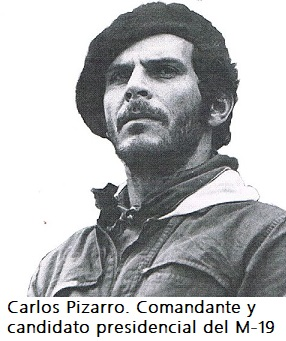 Carlos Pizarro. Comandante y
candidato presidencial del M-19